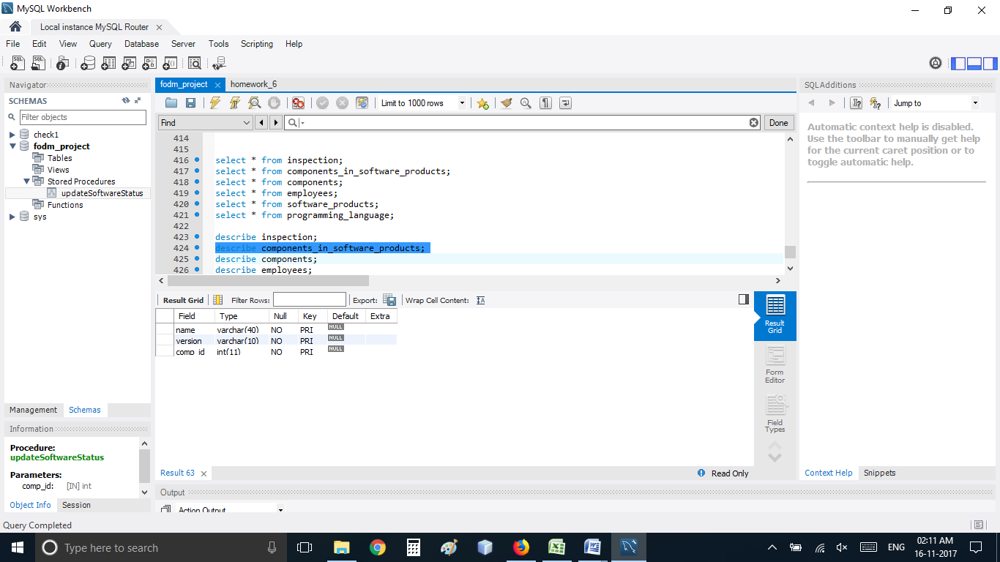 MySQL Workbench
Local instance MySQL Router
File Edit View Query Database Server Tools Scripting Help
Navigator
SCHEMAS
Filter objects
check1
fodm_project
Tables
Views
Stored Procedures
updateSoftwareStatus
Functions
sys
Management Schemas
Information
Procedure:
updateSoftwareStatus
Parameters:
comp_id: [IN] int
Object Info Session
fodm_project homework_6
Limit to 1000 rows
Find Done
414
415
416 select * from inspection;
417 select * from components_in_software_products;
418 select * from components;
419 select * from employees;
420 select * from software_products;
421 select * from programming_language;
422
423 describe inspection;
424 describe components_in_software_products;
425 describe components;
426 describe employees;
Result Grid Filter Rows: Export: Wrap Cell Content: IA
Field Type Null Key Default Extra
name varchar(40) NO PRI NULL
version varchar(10) NO PRI NULL
comp_id int(11) NO PRI NULL
Result
Grid
Form
Editor
Field
Types
Result 63 Read Only
Output
Action Output
SQLAdditions
Jump to
Automatic context help is disabled.
Use the toolbar to manually get help
for the current caret position or to
toggle automatic help.
Context Help Snippets
Query Completed
Type here to search
ENG
02:11 AM
16-11-2017